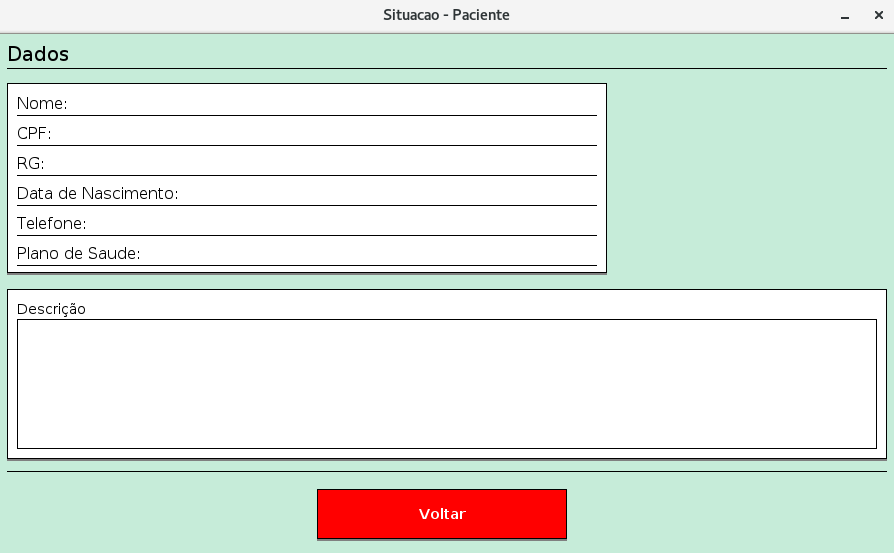 Situacao - Paciente
Dados
Nome:
CPF:
RG:
Data de Nascimento:
Telefone:
Plano de Saude:
Descrição
Voltar